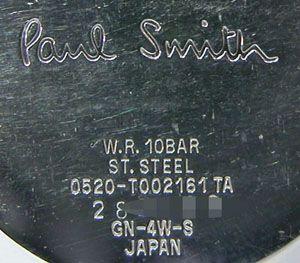 Paul Smith
W.R. 10BAR
ST. STEEL
0520-T002161 TA
2 8
GN-4W-S
JAPAN